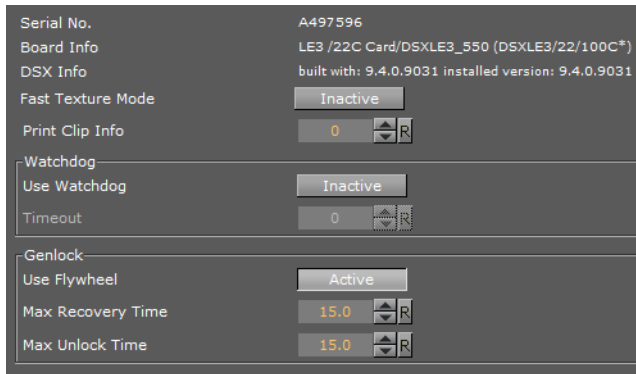 Serial No. A497596
Board Info LE3 /22C Card/DSXLE3_550 (DSXLE3/22/100C*)
DSX Info built with: 9.4.0.9031 installed version: 9.4.0.9031
Fast Texture Mode Inactive
Print Clip Info 0 R
Watchdog
Use Watchdog Inactive
Timeout 0 R
Genlock
Use Flywheel Active
Max Recovery Time 15.0 R
Max Unlock Time 15.0 R